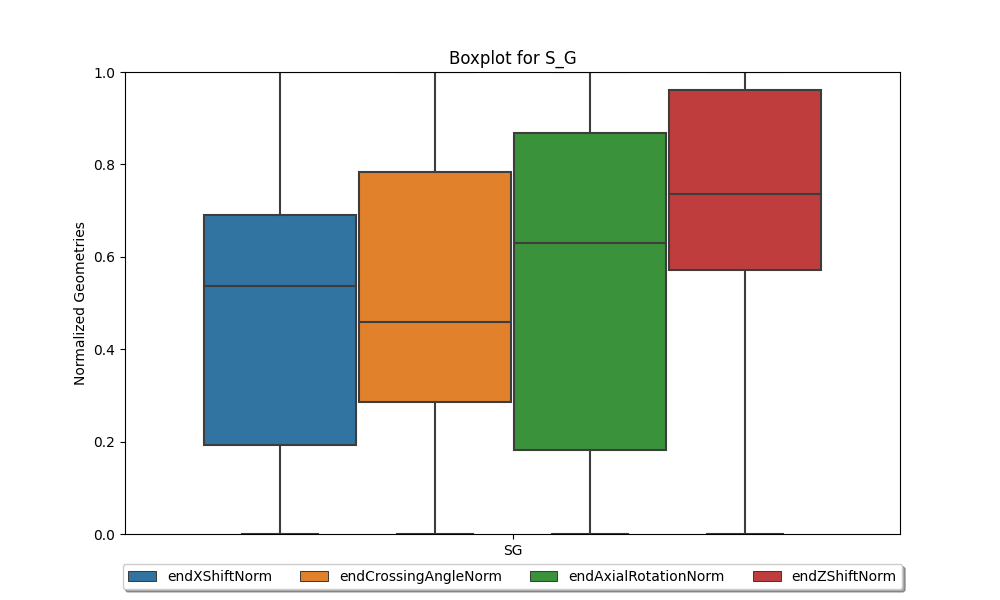 Boxplot for S_G
1.0
0.8
0.6
0.4
0.2
0.0
Normalized Geometries
SG
endXShiftNorm endCrossingAngleNorm endAxialRotationNorm endZShiftNorm